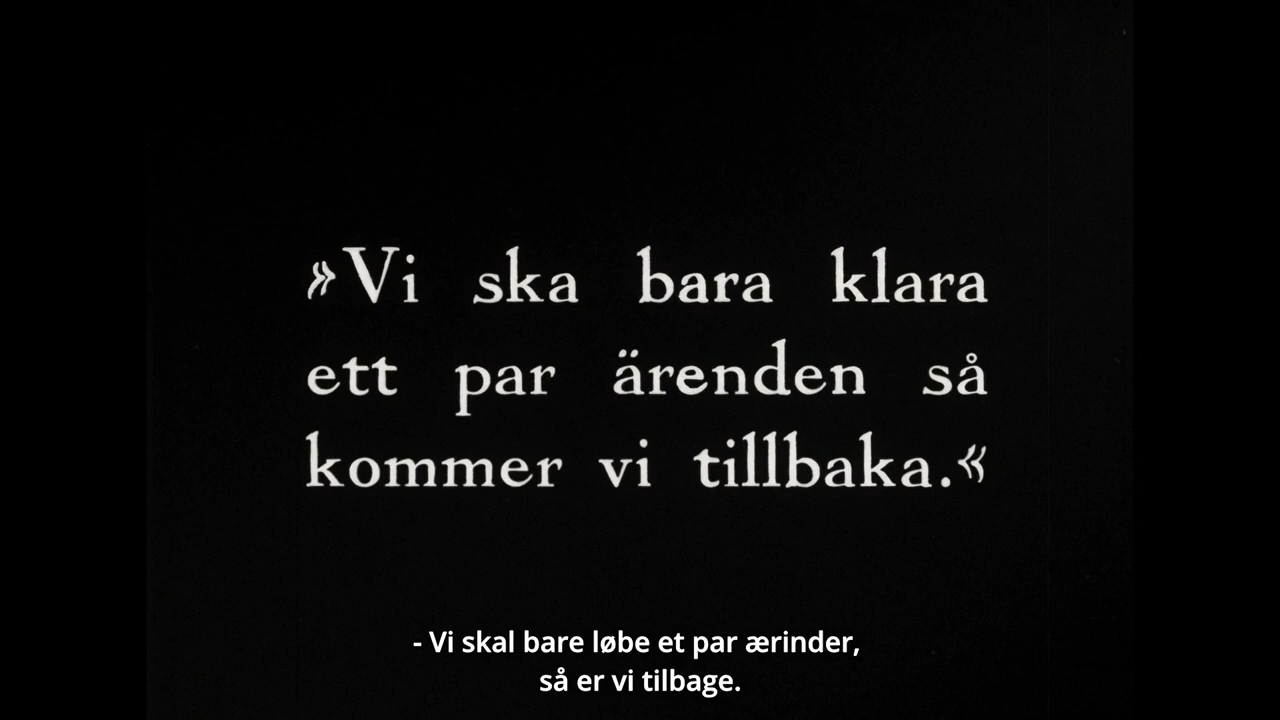 »Vi ska bara klara
ett par ärenden så
kommer vi tillbaka.«
- Vi skal bare løbe et par ærinder,
så er vi tilbage.